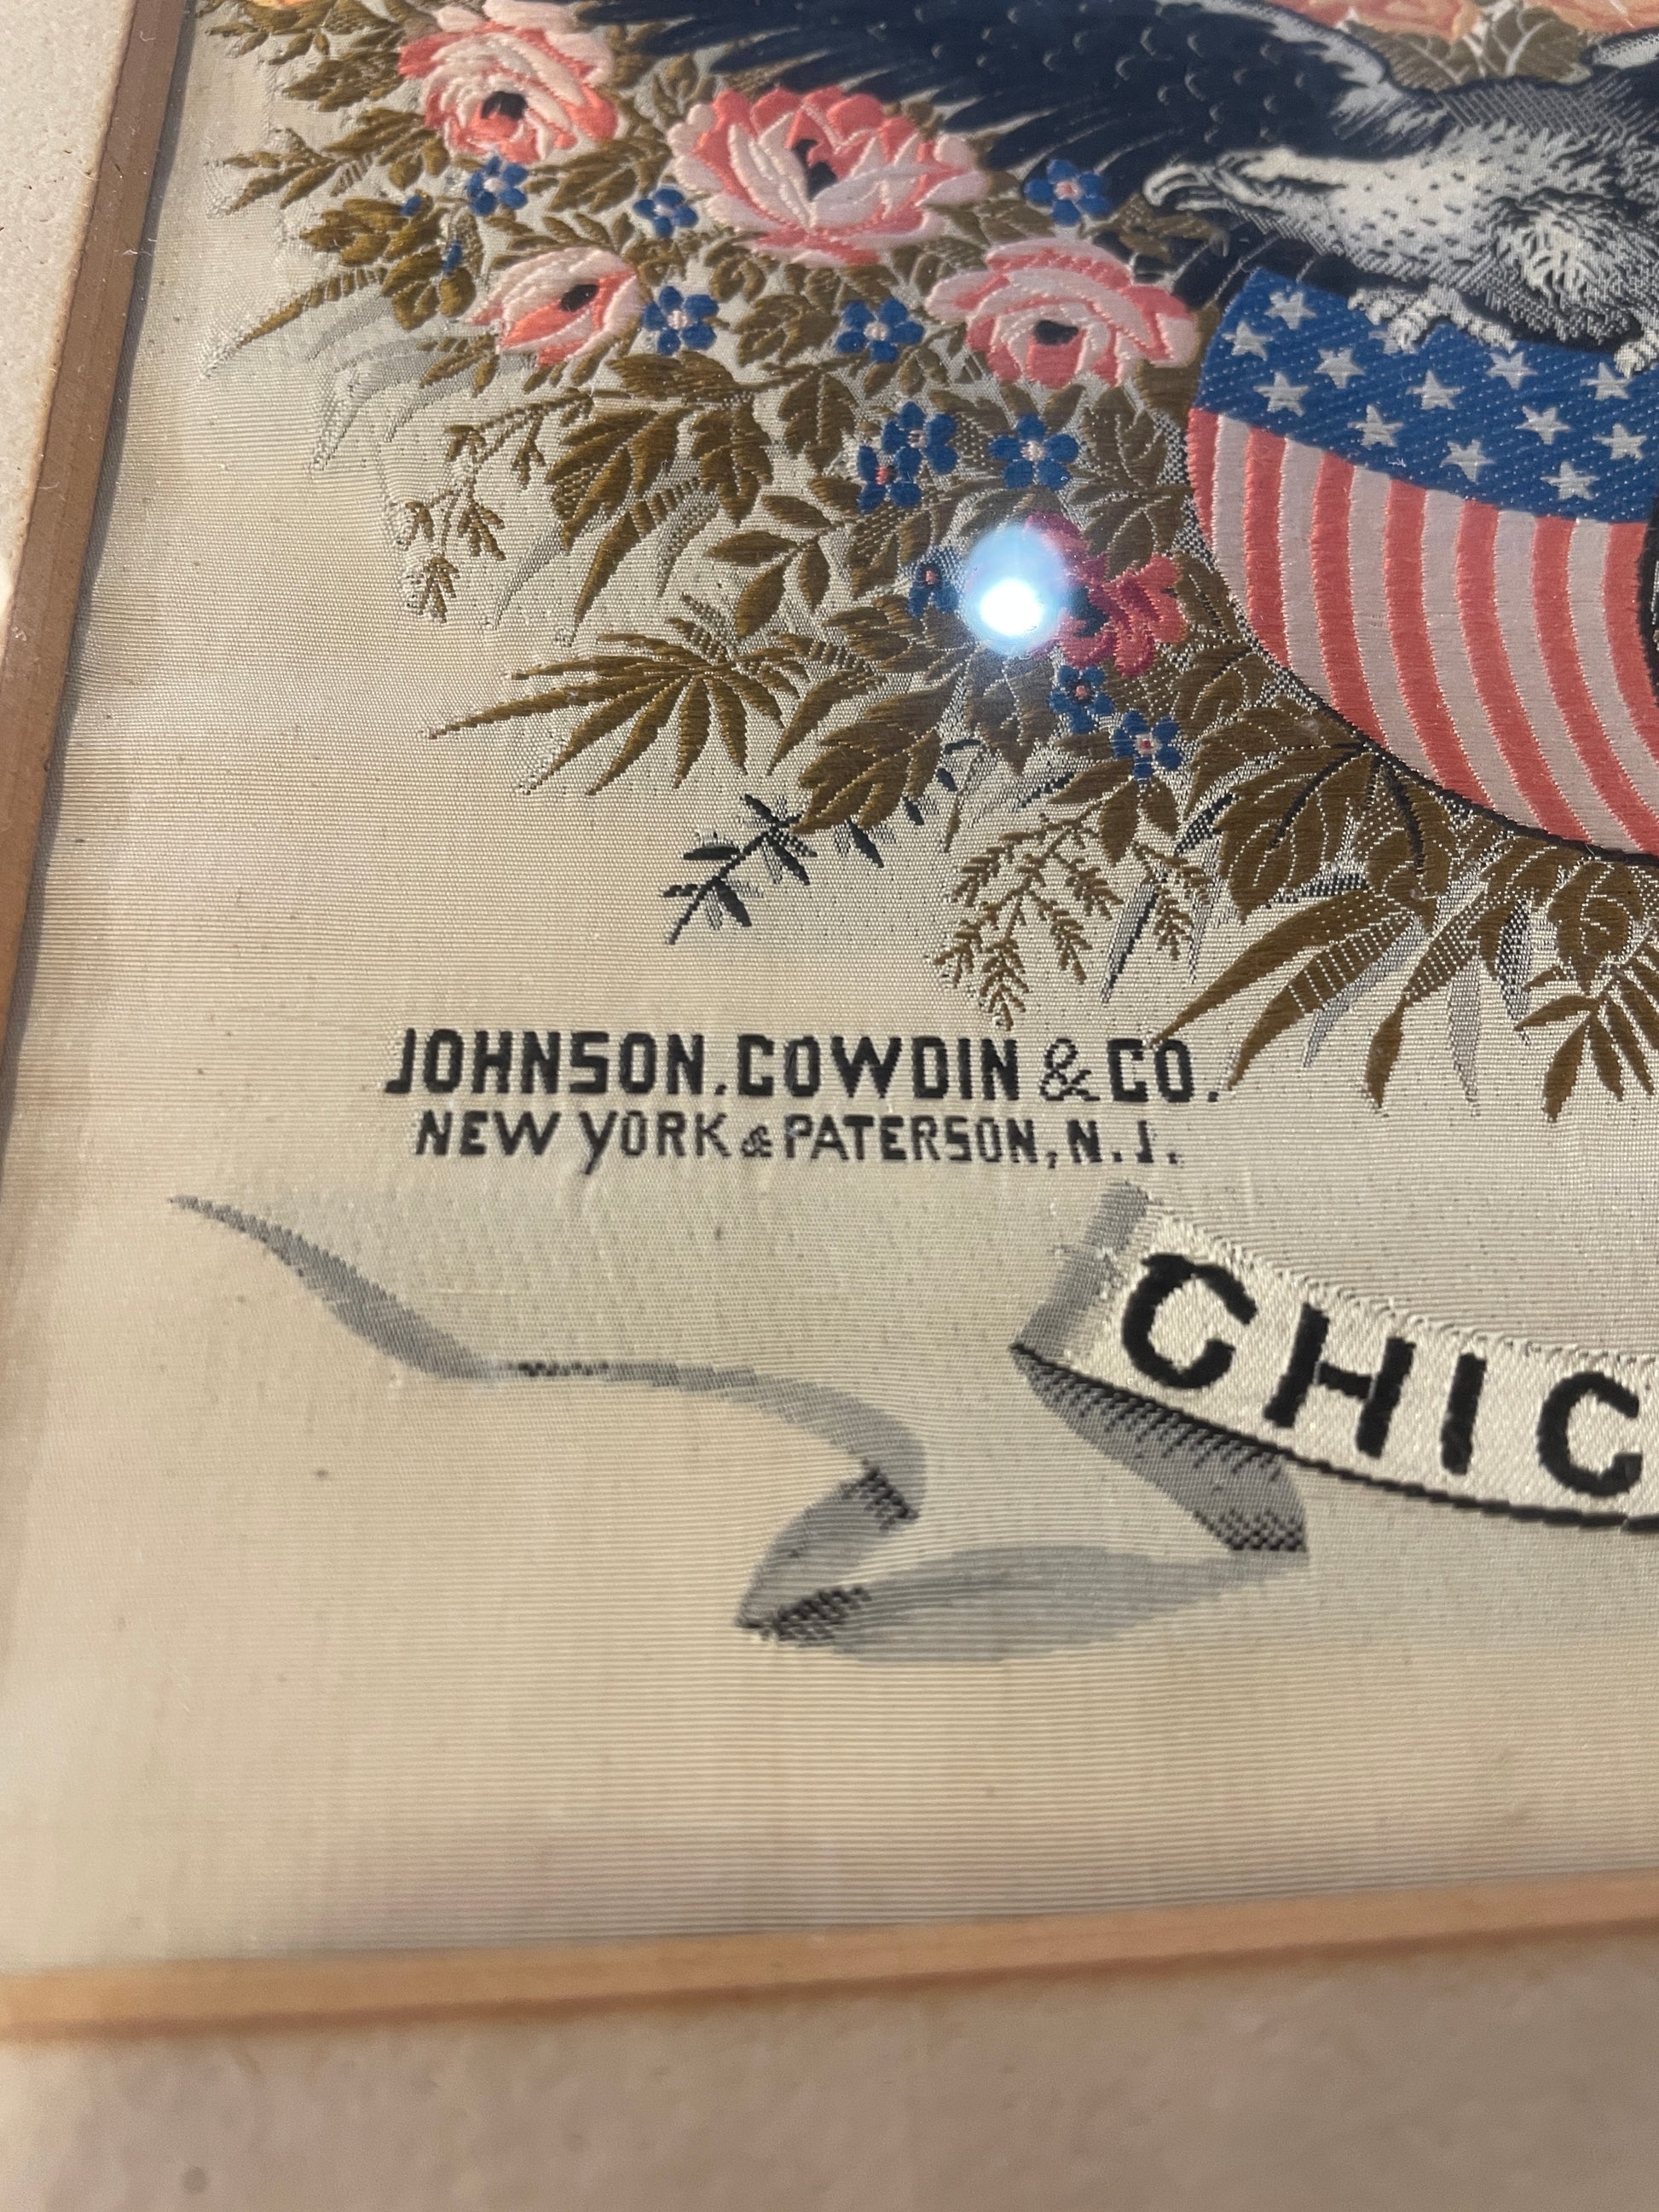 JOHNSON, COWDIN & CO.
NEW YORK & PATERSON, N.J.
CHIC